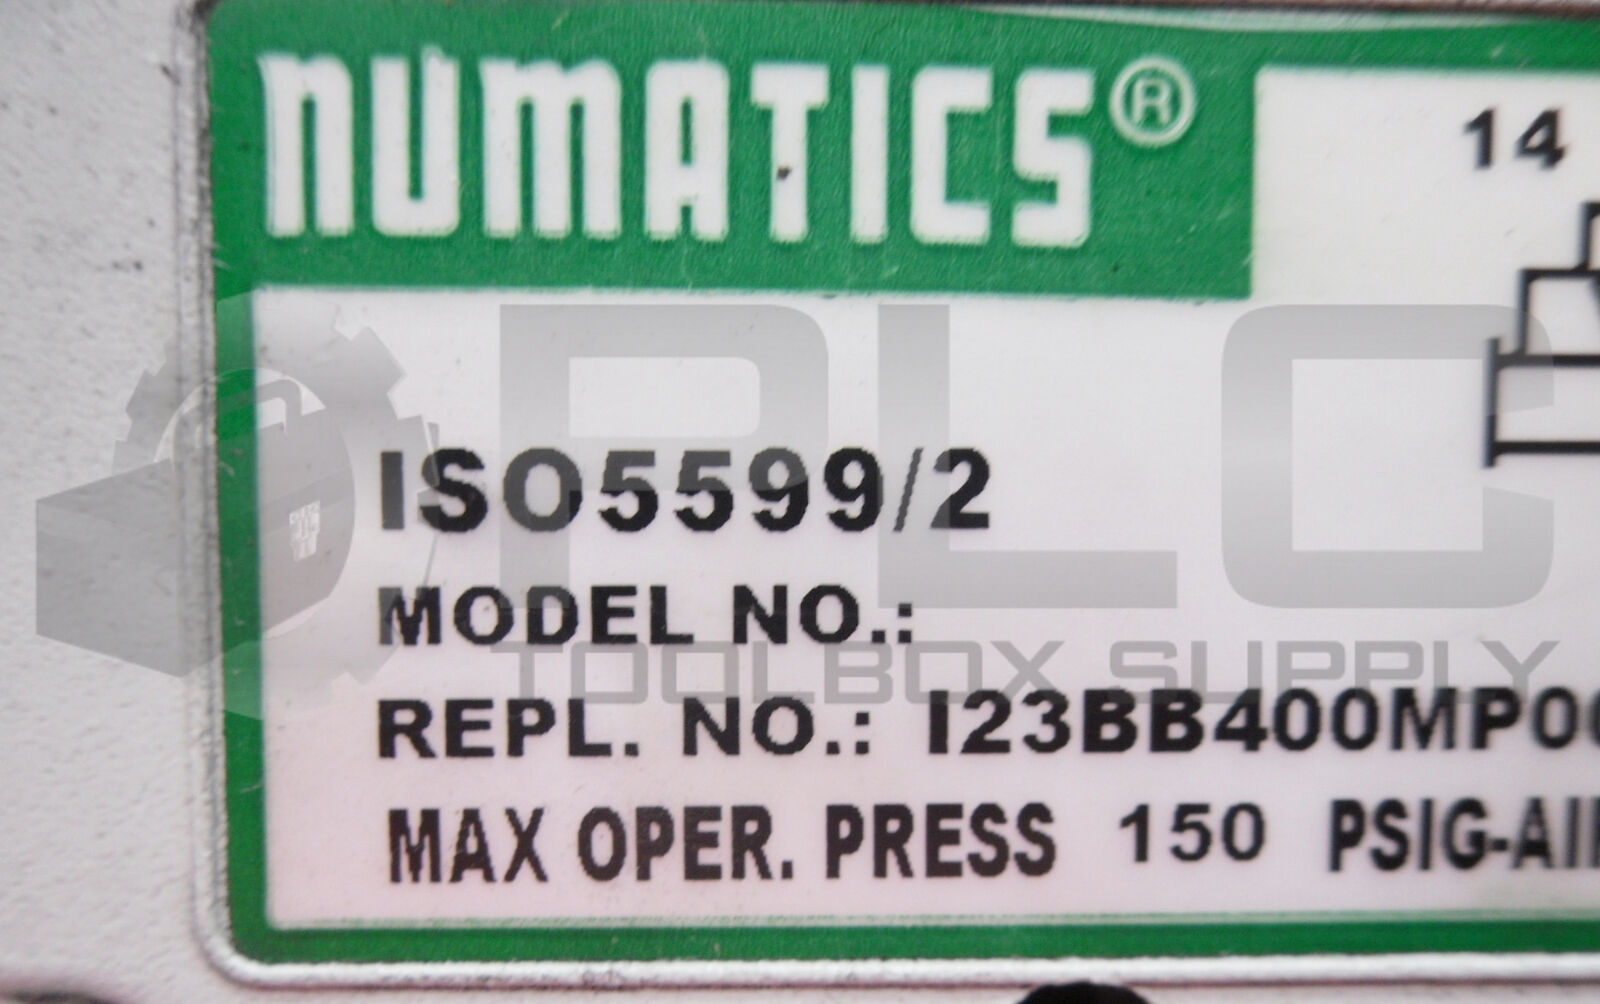 NUMATICS®
14
ISO5599/2
MODEL NO.:
REPL. NO.: I23BB400MP0
MAX OPER. PRESS 150 PSIG-AI
PLC
TOOLBOX SUPPLY